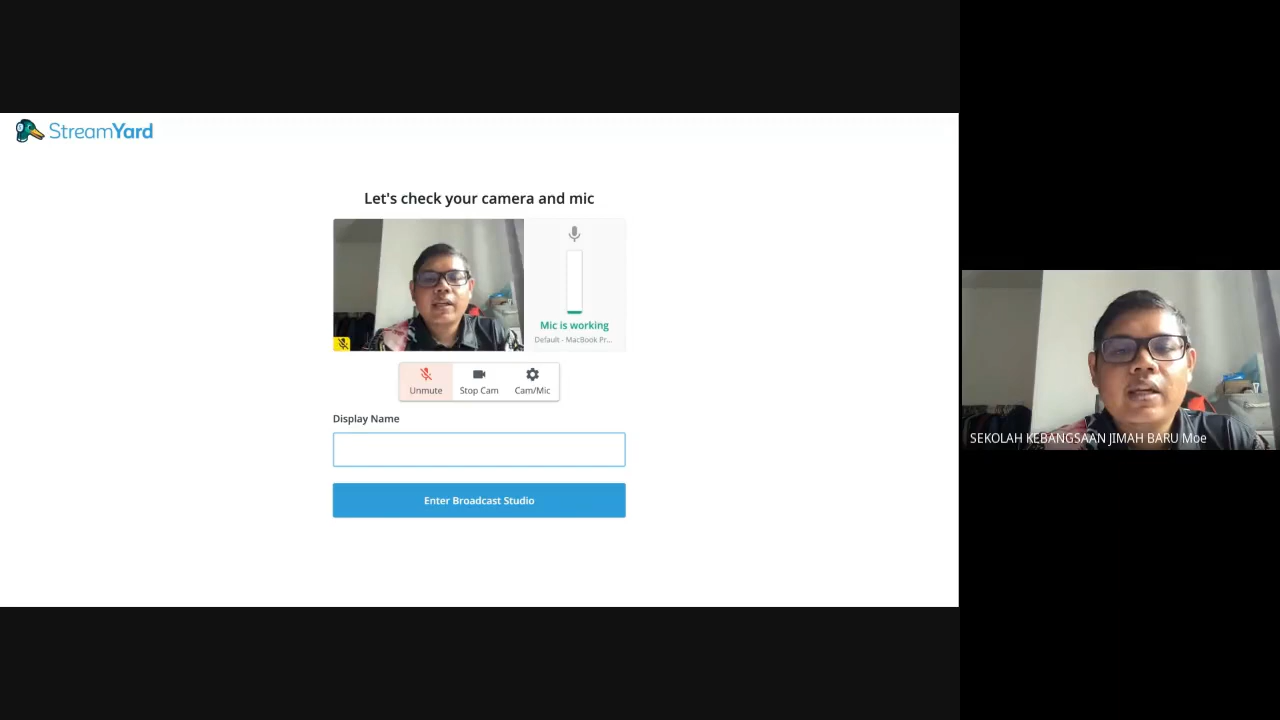 StreamYard
Let's check your camera and mic
Mic is working
Default - MacBook Pr...
Unmute
Stop Cam
Cam/Mic
Display Name
Enter Broadcast Studio
SEKOLAH KEBANGSAAN JIMAH BARU Moe